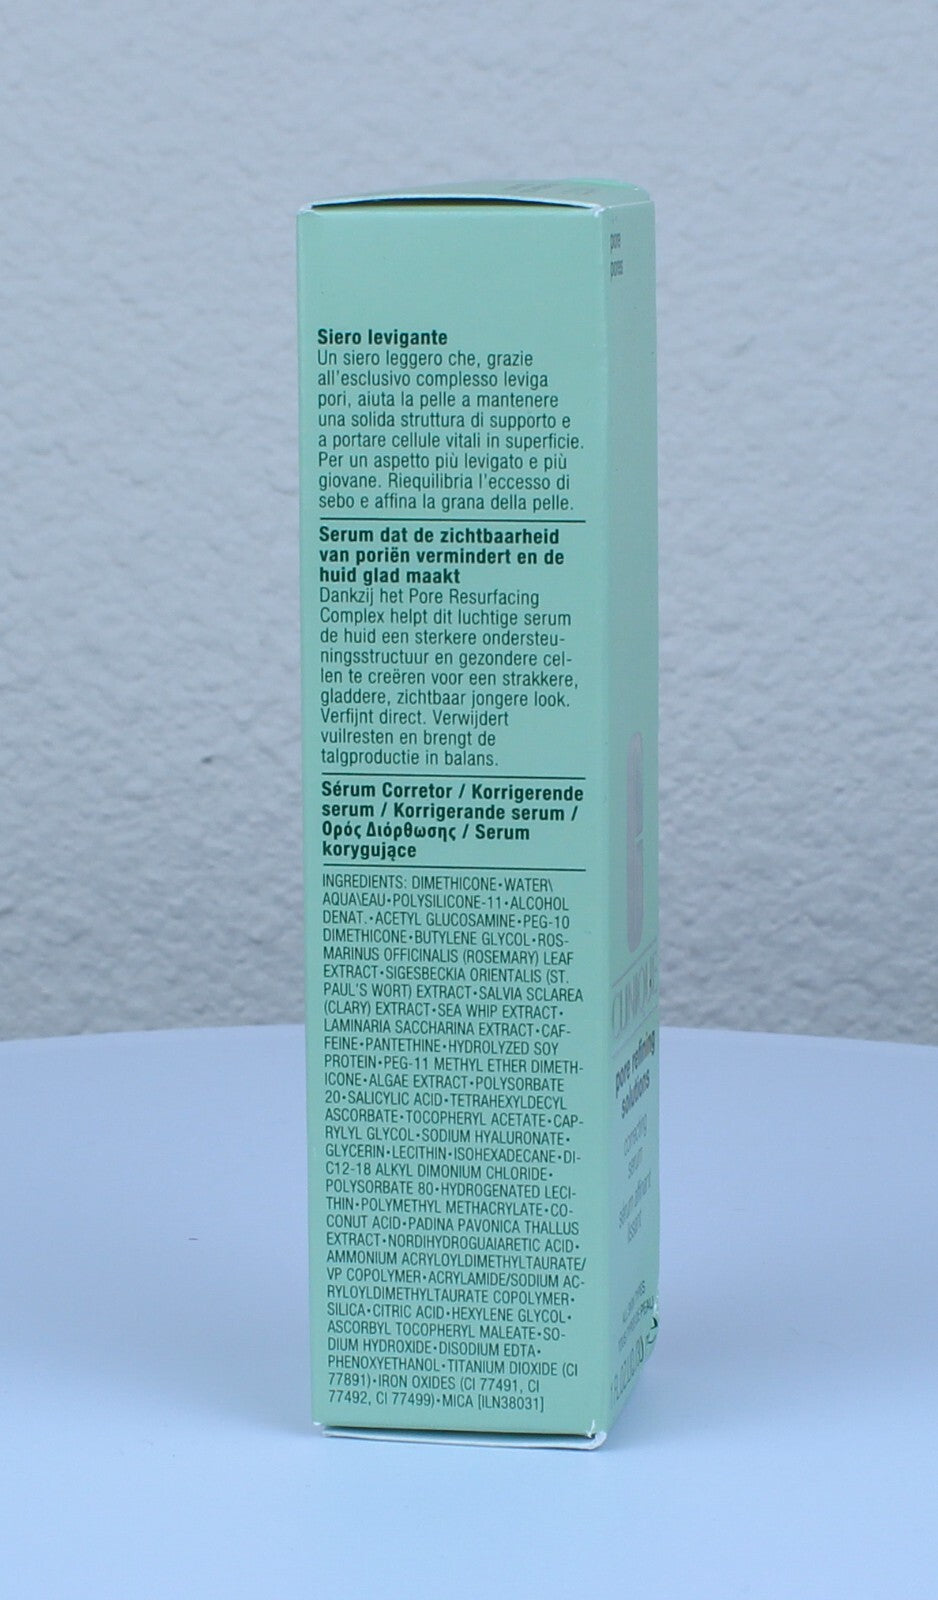 Siero levigante
Un siero leggero che, grazie
all'esclusivo complesso leviga
pori, aiuta la pelle a mantenere
una solida struttura di supporto e
a portare cellule vitali in superficie.
Per un aspetto più levigato e più
giovane. Riequilibria l'eccesso di
sebo e affina la grana della pelle.
Serum dat de zichtbaarheid
van poriën vermindert en de
huid glad maakt
Dankzij het Pore Resurfacing
Complex helpt dit luchtige serum
de huid een sterkere ondersteu-
ningsstructuur en gezondere cel-
len te creëren voor een strakkere,
gladdere, zichtbaar jongere look.
Verfijnt direct. Verwijdert
vuilresten en brengt de
talgproductie in balans.
Sérum Corretor / Korrigerende
serum / Korrigerande serum /
Ορός Διόρθωσης / Serum
korygujące
INGREDIENTS: DIMETHICONE•WATER\
AQUA\EAU•POLYSILICONE-11•ALCOHOL
DENAT.•ACETYL GLUCOSAMINE•PEG-10
DIMETHICONE•BUTYLENE GLYCOL•ROS-
MARINUS OFFICINALIS (ROSEMARY) LEAF
EXTRACT•SIGESBECKIA ORIENTALIS (ST.
PAUL'S WORT) EXTRACT•SALVIA SCLAREA
(CLARY) EXTRACT•SEA WHIP EXTRACT•
LAMINARIA SACCHARINA EXTRACT•CAF-
FEINE•PANTETHINE•HYDROLYZED SOY
PROTEIN•PEG-11 METHYL ETHER DIMETH-
ICONE•ALGAE EXTRACT•POLYSORBATE
20•SALICYLIC ACID•TETRAHEXYLDECYL
ASCORBATE•TOCOPHERYL ACETATE•CAP-
RYLYL GLYCOL•SODIUM HYALURONATE•
GLYCERIN•LECITHIN•ISOHEXADECANE•DI-
C12-18 ALKYL DIMONIUM CHLORIDE•
POLYSORBATE 80•HYDROGENATED LECI-
THIN•POLYMETHYL METHACRYLATE•CO-
CONUT ACID•PADINA PAVONICA THALLUS
EXTRACT•NORDIHYDROGUAIARETIC ACID•
AMMONIUM ACRYLOYLDIMETHYLTAURATE/
VP COPOLYMER•ACRYLAMIDE/SODIUM AC-
RYLOYLDIMETHYLTAURATE COPOLYMER•
SILICA•CITRIC ACID•HEXYLENE GLYCOL•
ASCORBYL TOCOPHERYL MALEATE•SO-
DIUM HYDROXIDE•DISODIUM EDTA•
PHENOXYETHANOL•TITANIUM DIOXIDE (CI
77891)•IRON OXIDES (CI 77491, CI
77492, CI 77499)•MICA [ILN38031]
pore
pores
CLINIQUE
pore refining
solutions
correcting
serum